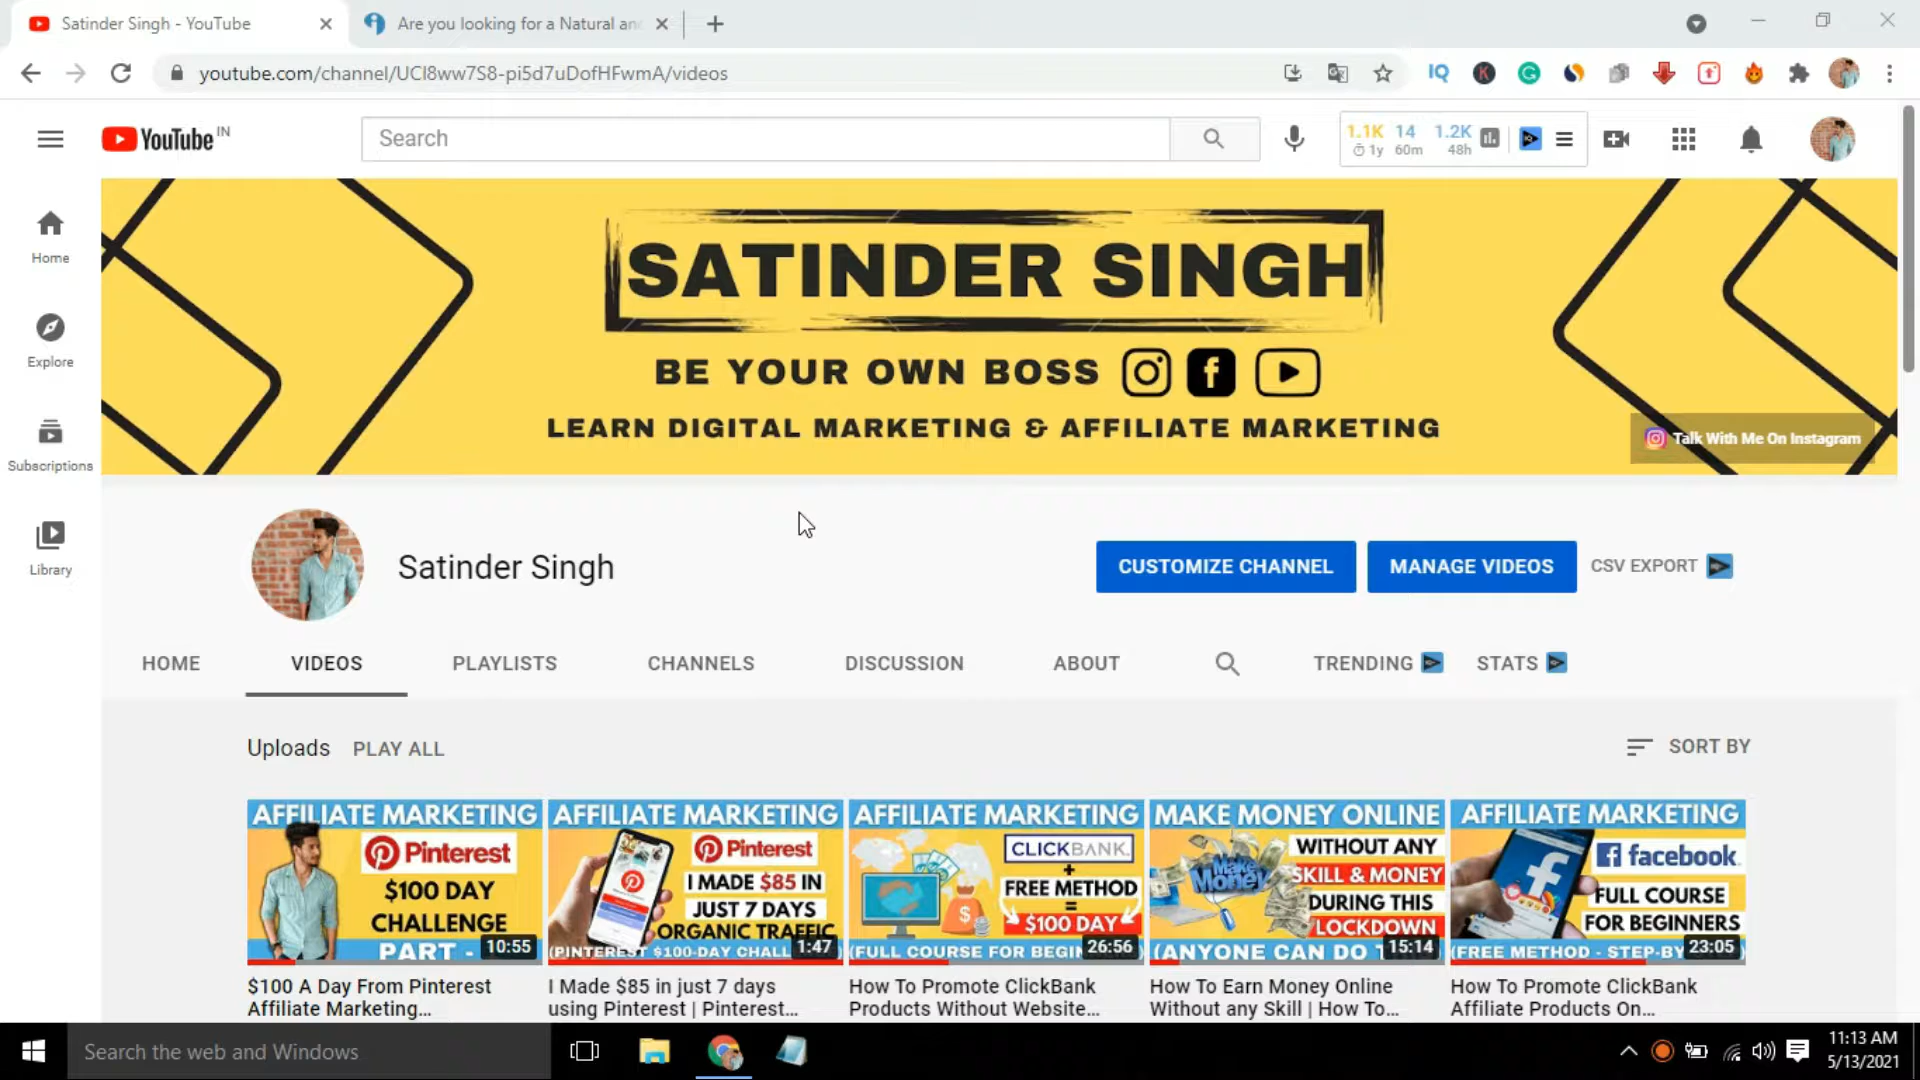 Satinder Singh - YouTube
Are you looking for a Natural an
youtube.com/channel/UCI8ww7S8-pi5d7uDofHFwmA/videos
YouTube IN
Search
1.1K 14 1.2K
1y 60m 48h
SATINDER SINGH
BE YOUR OWN BOSS
LEARN DIGITAL MARKETING & AFFILIATE MARKETING
Talk With Me On Instagram
Home
Explore
Subscriptions
Library
Satinder Singh
CUSTOMIZE CHANNEL
MANAGE VIDEOS
CSV EXPORT
HOME
VIDEOS
PLAYLISTS
CHANNELS
DISCUSSION
ABOUT
TRENDING
STATS
Uploads
PLAY ALL
SORT BY
AFFILIATE MARKETING
Pinterest
$100 DAY
CHALLENGE
PART -
10:55
$100 A Day From Pinterest
Affiliate Marketing...
AFFILIATE MARKETING
Pinterest
I MADE $85 IN
JUST 7 DAYS
ORGANIC TRAFFIC
(PINTEREST $100-DAY CHALL
1:47
I Made $85 in just 7 days
using Pinterest | Pinterest...
AFFILIATE MARKETING
CLICKBANK
+
FREE METHOD
=
$100 DAY
(FULL COURSE FOR BEGIN
26:56
How To Promote ClickBank
Products Without Website...
MAKE MONEY ONLINE
Make Money
WITHOUT ANY
SKILL & MONEY
DURING THIS
LOCKDOWN
(ANYONE CAN DO T
15:14
How To Earn Money Online
Without any Skill | How To...
AFFILIATE MARKETING
facebook
FULL COURSE
FOR BEGINNERS
(FREE METHOD - STEP-BY
23:05
How To Promote ClickBank
Affiliate Products On...
Search the web and Windows
11:13 AM
5/13/2021